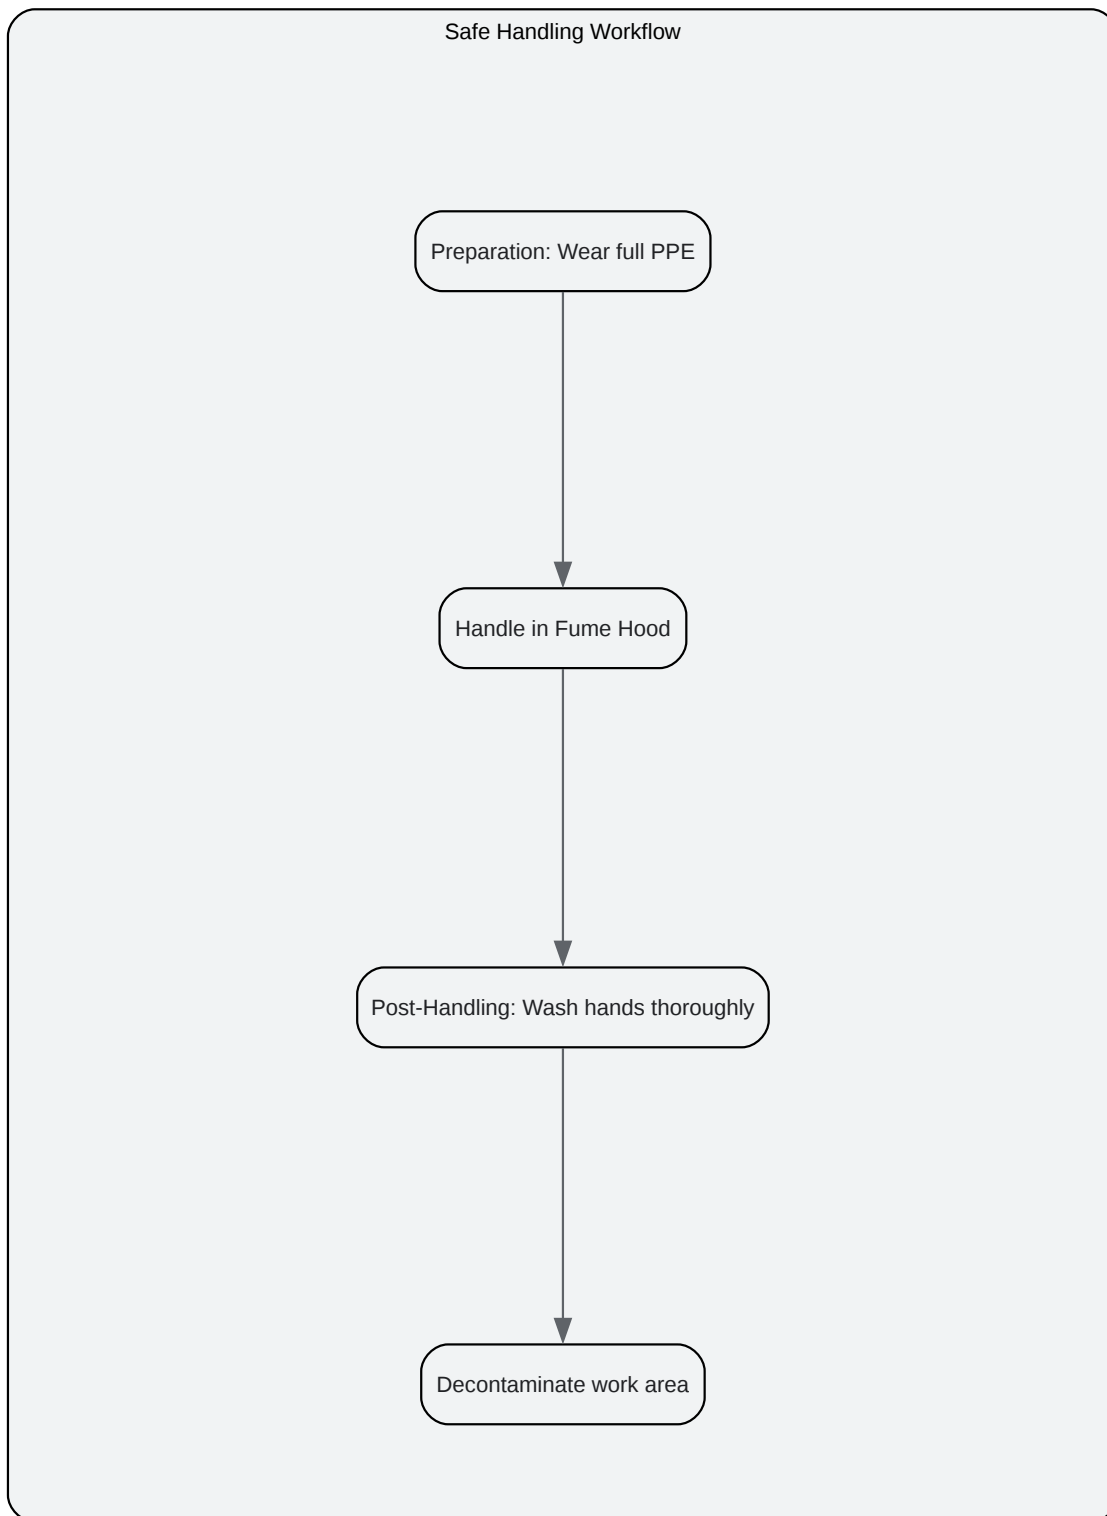 Safe Handling Workflow
Preparation: Wear full PPE
Handle in Fume Hood
Post-Handling: Wash hands thoroughly
Decontaminate work area